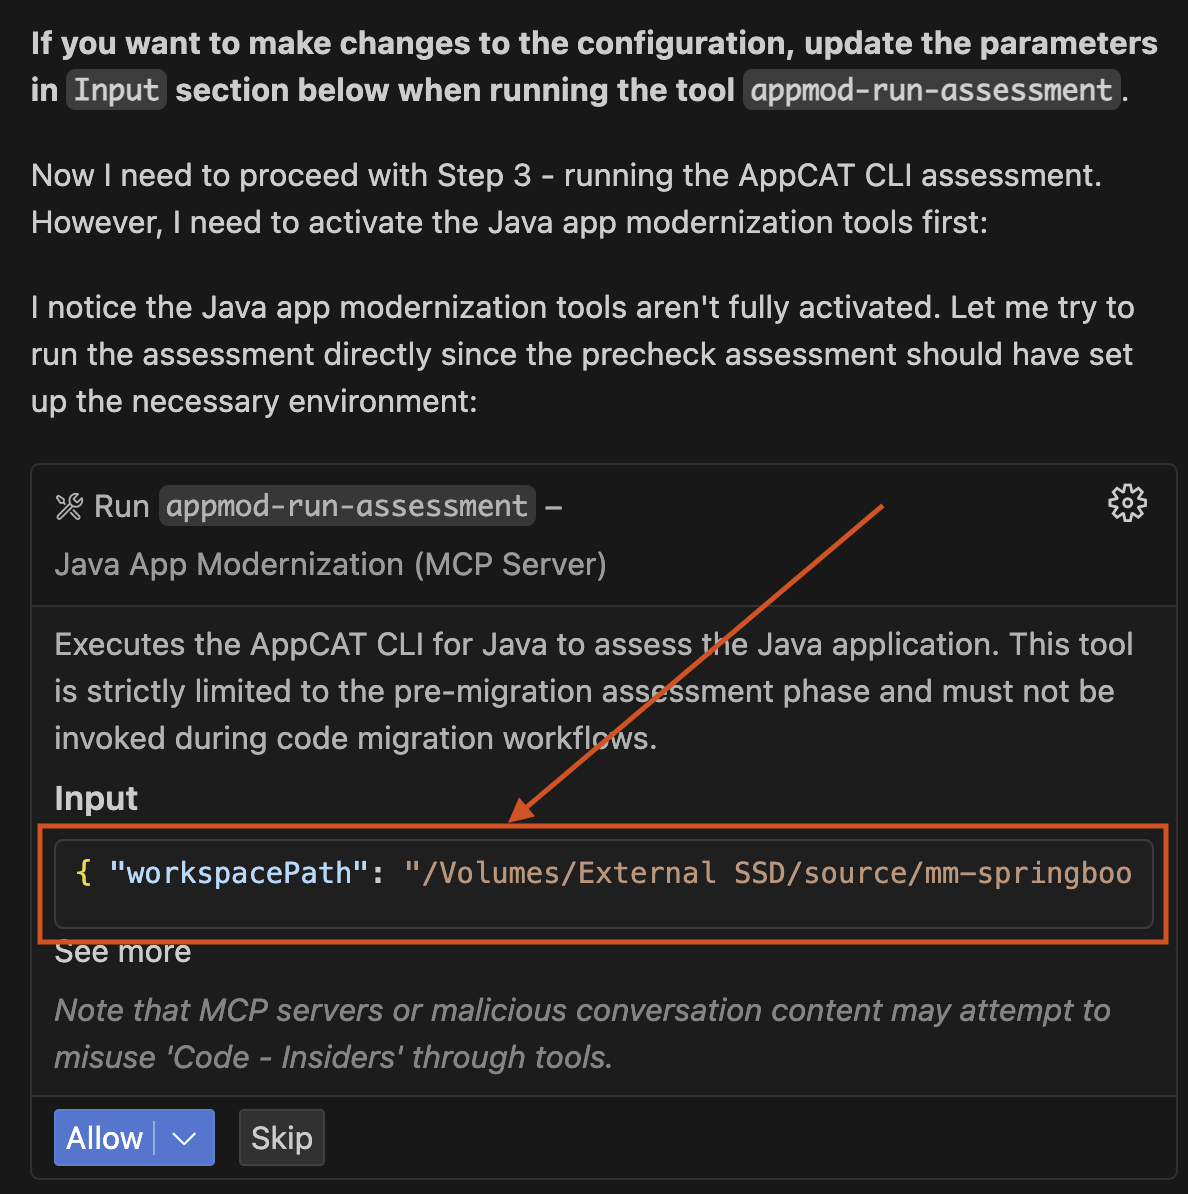 If you want to make changes to the configuration, update the parameters
in Input section below when running the tool appmod-run-assessment.
Now I need to proceed with Step 3 - running the AppCAT CLI assessment.
However, I need to activate the Java app modernization tools first:
I notice the Java app modernization tools aren't fully activated. Let me try to
run the assessment directly since the precheck assessment should have set
up the necessary environment:
Run appmod-run-assessment –
Java App Modernization (MCP Server)
Executes the AppCAT CLI for Java to assess the Java application. This tool
is strictly limited to the pre-migration assessment phase and must not be
invoked during code migration workflows.
Input
{ "workspacePath": "/Volumes/External SSD/source/mm-springboo
See more
Note that MCP servers or malicious conversation content may attempt to
misuse 'Code - Insiders' through tools.
Allow
Skip